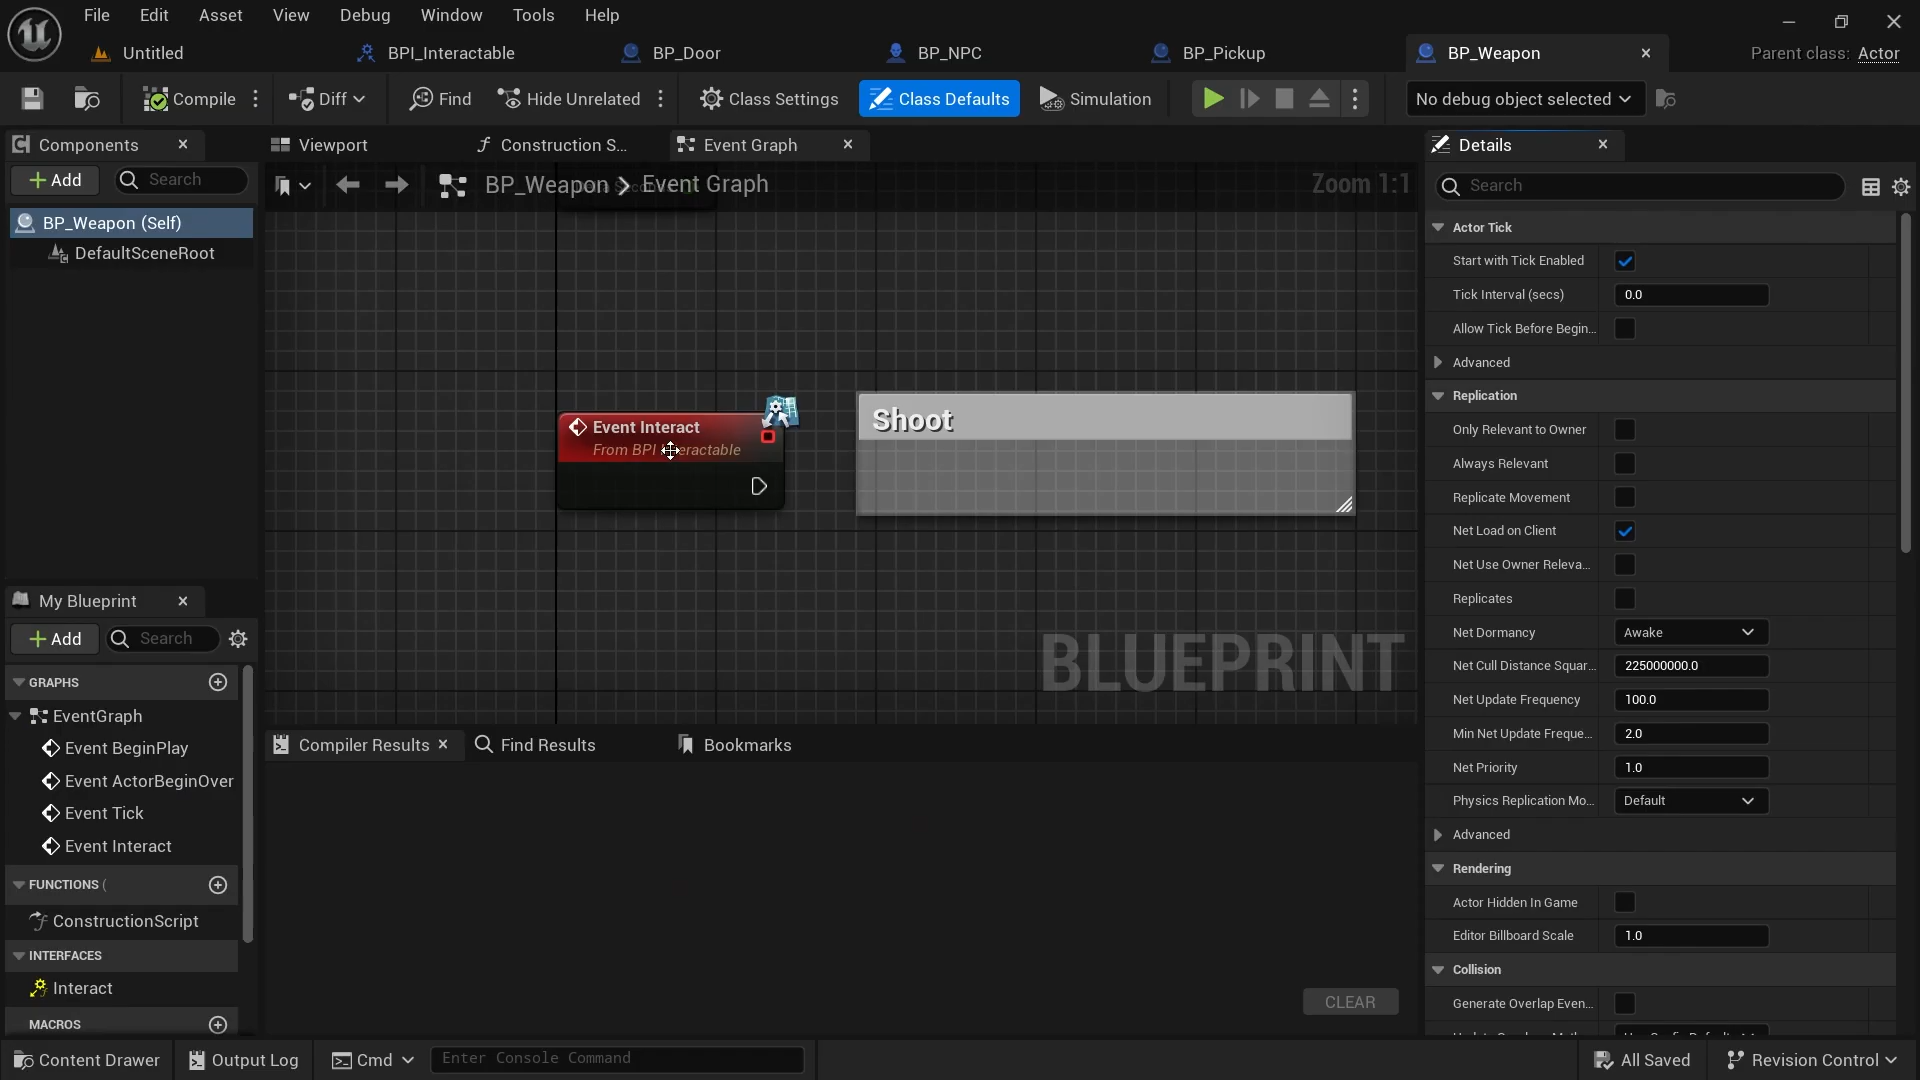 File Edit Asset View Debug Window Tools Help
Untitled BPI_Interactable BP_Door BP_NPC BP_Pickup BP_Weapon Parent class: Actor
Compile Diff Find Hide Unrelated Class Settings Class Defaults Simulation No debug object selected
Components Viewport Construction S... Event Graph Details
Add Search BP_Weapon Event Graph Zoom 1:1 Search
BP_Weapon (Self)
DefaultSceneRoot
Event Interact
From BPI
Shoot
BLUEPRINT
My Blueprint
Add Search
GRAPHS
EventGraph
Event BeginPlay
Event ActorBeginOver
Event Tick
Event Interact
FUNCTIONS (
ConstructionScript
INTERFACES
Interact
MACROS
Compiler Results Find Results Bookmarks
CLEAR
Actor Tick
Start with Tick Enabled
Tick Interval (secs) 0.0
Allow Tick Before Begin...
Advanced
Replication
Only Relevant to Owner
Always Relevant
Replicate Movement
Net Load on Client
Net Use Owner Releva...
Replicates
Net Dormancy Awake
Net Cull Distance Squar... 225000000.0
Net Update Frequency 100.0
Min Net Update Freque... 2.0
Net Priority 1.0
Physics Replication Mo... Default
Advanced
Rendering
Actor Hidden In Game
Editor Billboard Scale 1.0
Collision
Generate Overlap Even...
Content Drawer Output Log Cmd Enter Console Command All Saved Revision Control